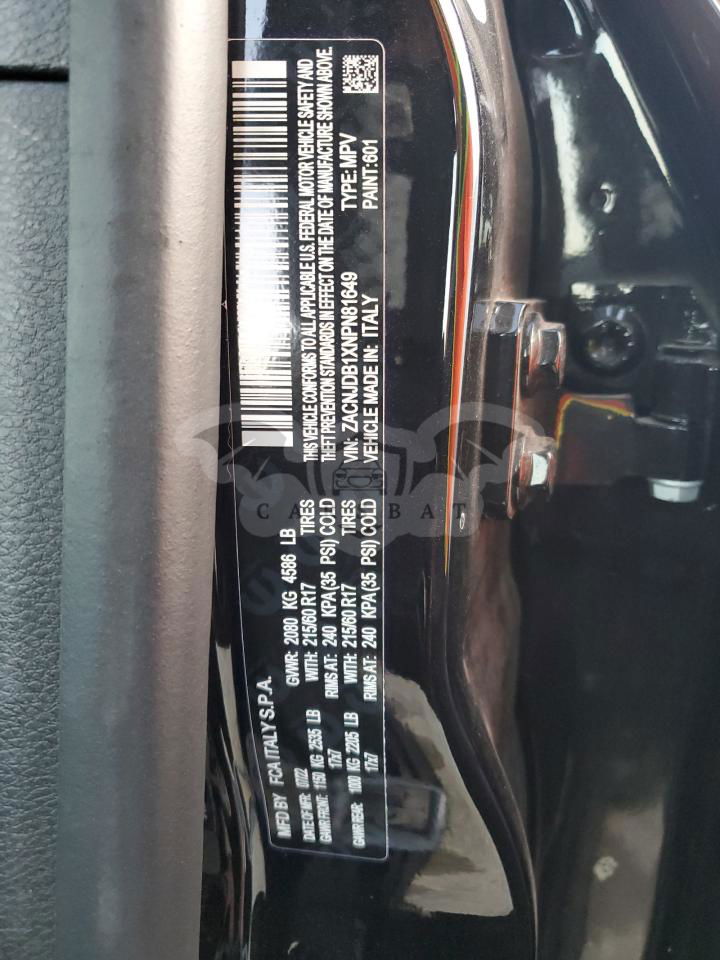 MFD BY FCA ITALY S.P.A.
DATE OF MFR: 07/22 GVWR: 2080 KG 4586 LB
GAWR FRONT: 1150 KG 2535 LB WITH: 215/60 R17 TIRES
17x7 RIMS AT: 240 KPA(35 PSI) COLD
GAWR REAR: 1000 KG 2205 LB WITH: 215/60 R17 TIRES
17x7 RIMS AT: 240 KPA(35 PSI) COLD
THIS VEHICLE CONFORMS TO ALL APPLICABLE U.S. FEDERAL MOTOR VEHICLE SAFETY AND
THEFT PREVENTION STANDARDS IN EFFECT ON THE DATE OF MANUFACTURE SHOWN ABOVE.
VIN: ZACNJDB1XNPN81649 TYPE: MPV
VEHICLE MADE IN: ITALY PAINT: 601